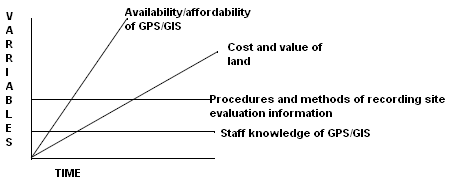 VARRIABLES
Availability/affordability
of GPS/GIS
Cost and value of
land
Procedures and methods of recording site
evaluation information
Staff knowledge of GPS/GIS
TIME